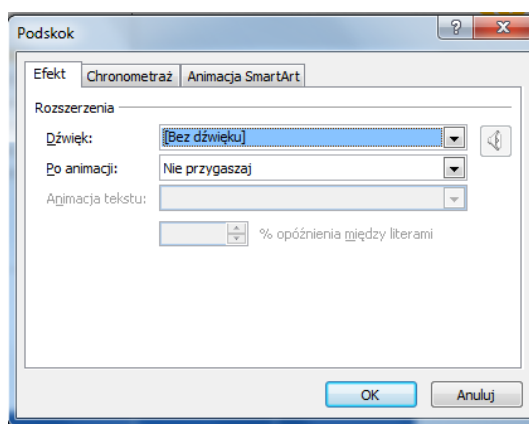 Podskok
Efekt Chronometraż Animacja SmartArt
Rozszerzenia
Dźwięk: [Bez dźwięku]
Po animacji: Nie przygaszaj
Animacja tekstu:
% opóźnienia między literami
OK Anuluj